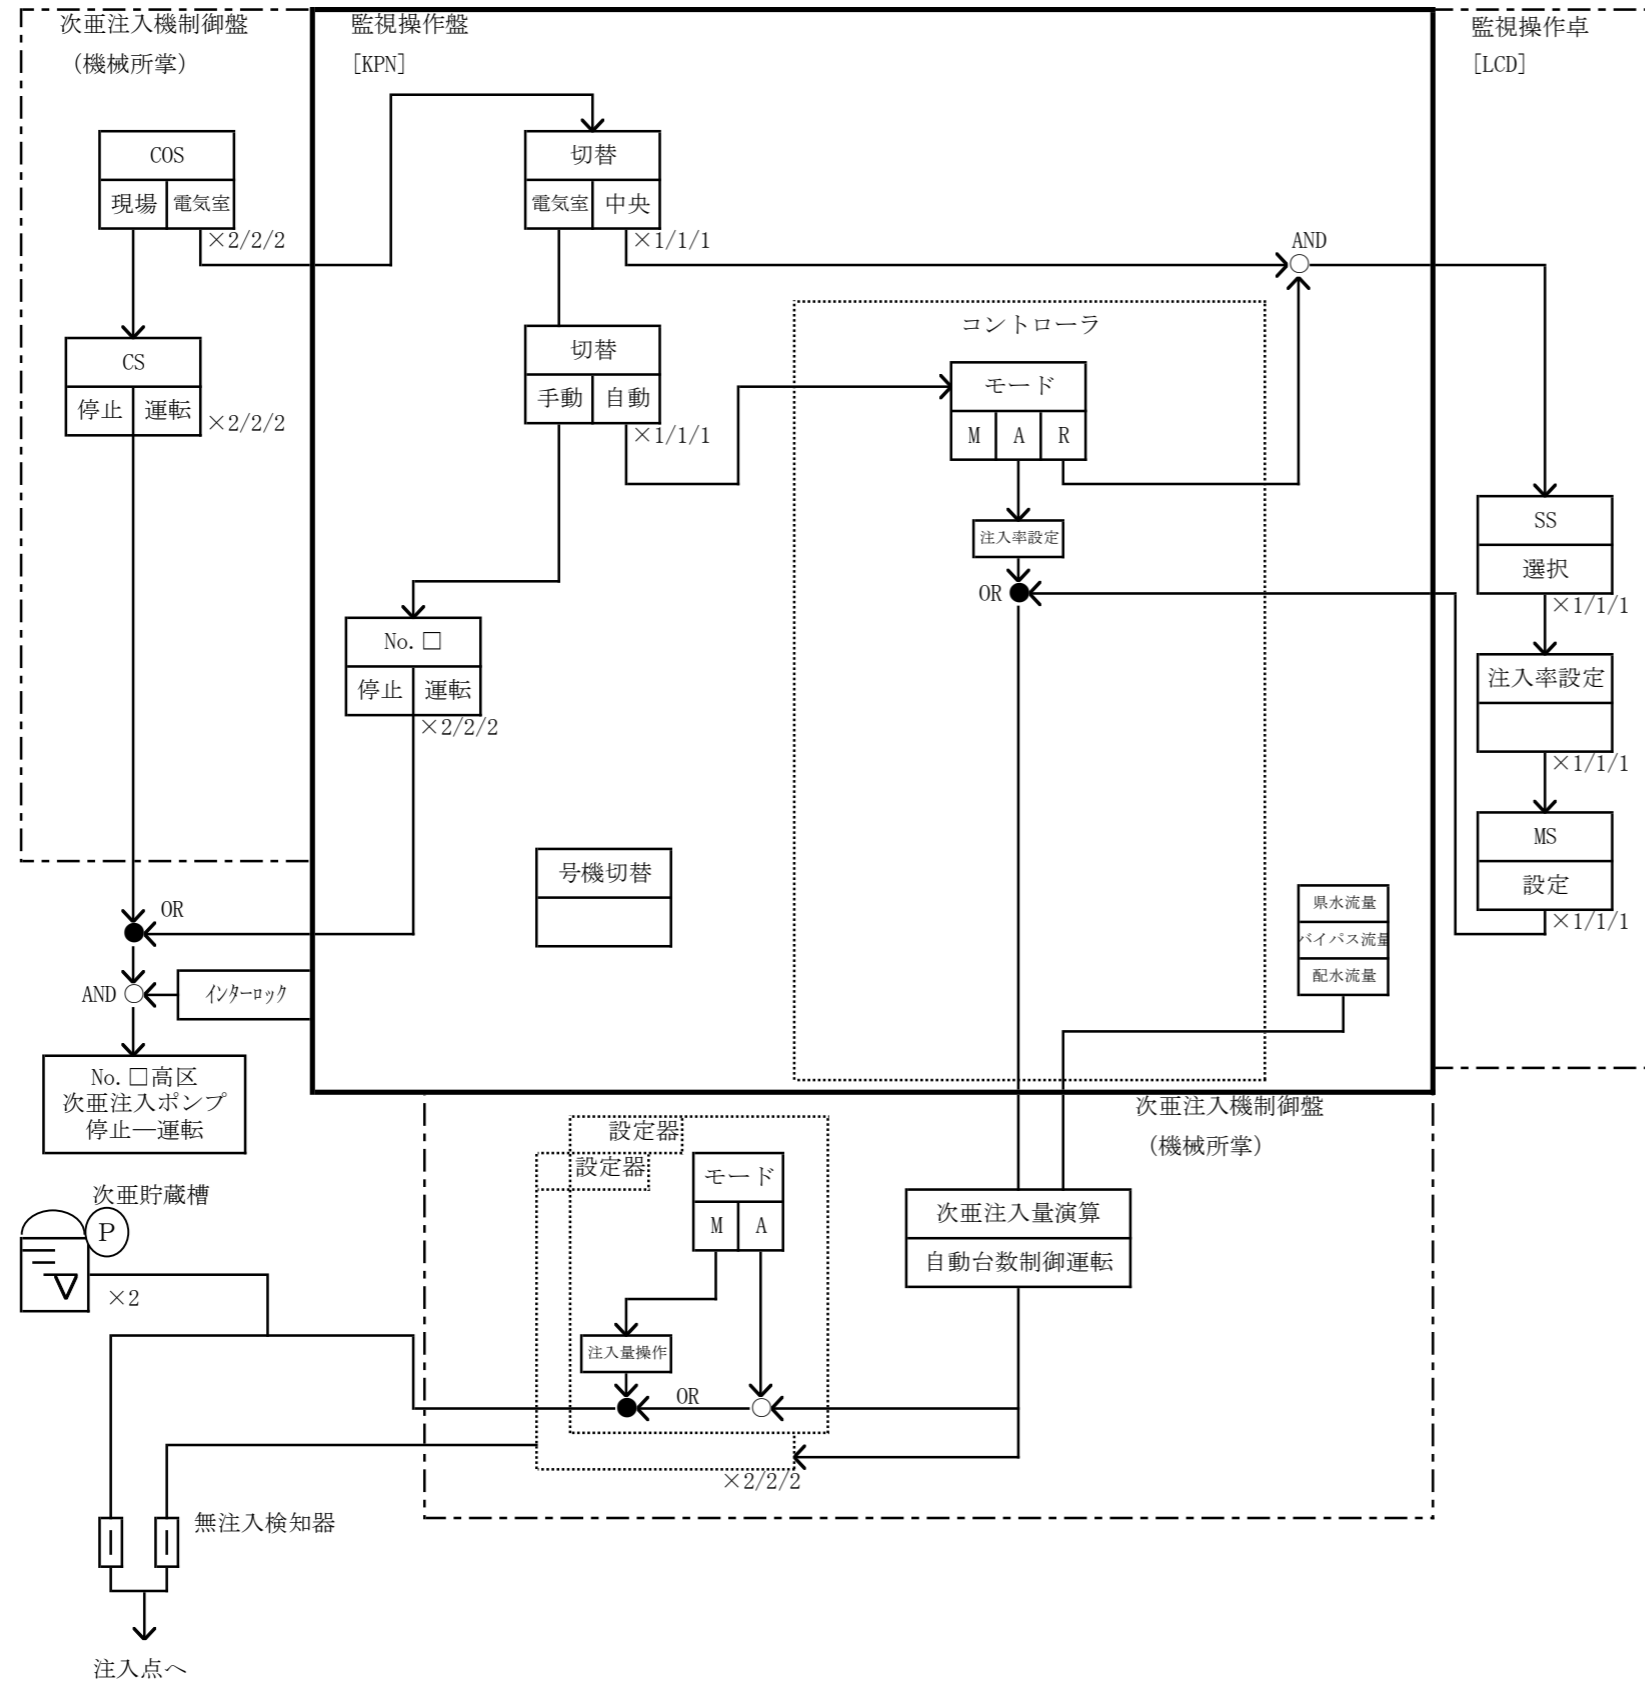 次亜注入機制御盤
(機械所掌)
監視操作盤
[KPN]
監視操作卓
[LCD]
COS
現場 電気室
×2/2/2
切替
電気室 中央
×1/1/1
AND
コントローラ
CS
停止 運転
×2/2/2
切替
手動 自動
×1/1/1
モード
M A R
注入率設定
OR
SS
選択
×1/1/1
No.□
停止 運転
×2/2/2
注入率設定
×1/1/1
MS
設定
×1/1/1
号機切替
県水流量
バイパス流量
配水流量
OR
AND
インターロック
No.□高区
次亜注入ポンプ
停止―運転
次亜注入機制御盤
(機械所掌)
設定器
設定器
モード
M A
次亜注入量演算
自動台数制御運転
次亜貯蔵槽
P
×2
注入量操作
OR
×2/2/2
無注入検知器
注入点へ